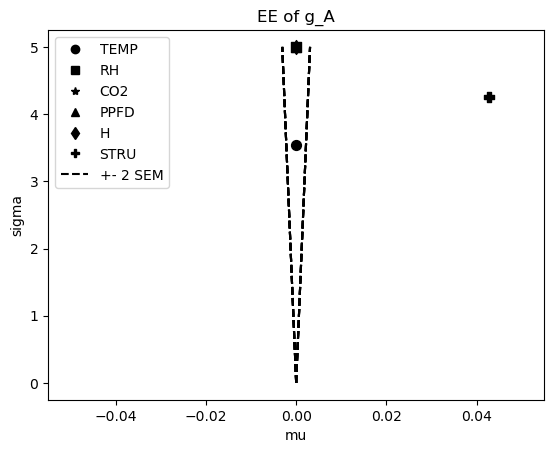 EE of g_A
5
4
3
2
1
0
sigma
TEMP
RH
CO2
PPFD
H
STRU
+- 2 SEM
−0.04
−0.02
0.00
0.02
0.04
mu